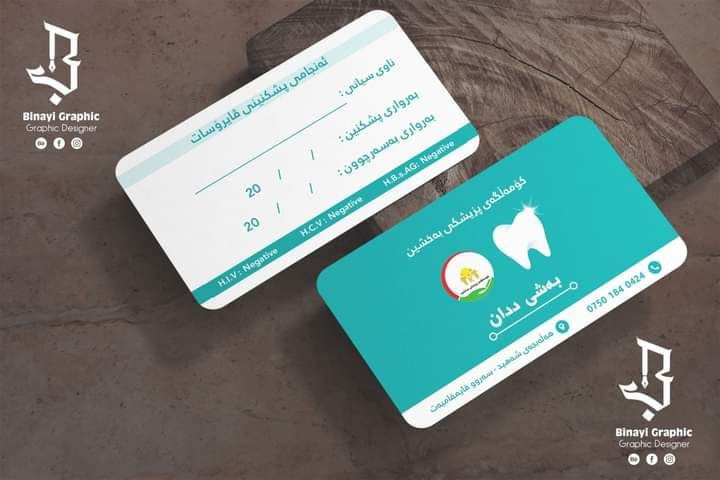 Binayi Graphic
Graphic Designer
ئەنجامی پشکنینی ڤایرۆسات
ناوی سیانی :
بەرواری پشکنین : / / 20
بەرواری بەسەرچوون : / / 20
H.I.V : Negative H.C.V : Negative H.B.s.AG: Negative
کۆمەڵگەی پزیشکی بەکشین
بەشی ددان
هەڵەبجەی شەهید - سەروو قایمقامیەت
0750 184 0424
Binayi Graphic
Graphic Designer